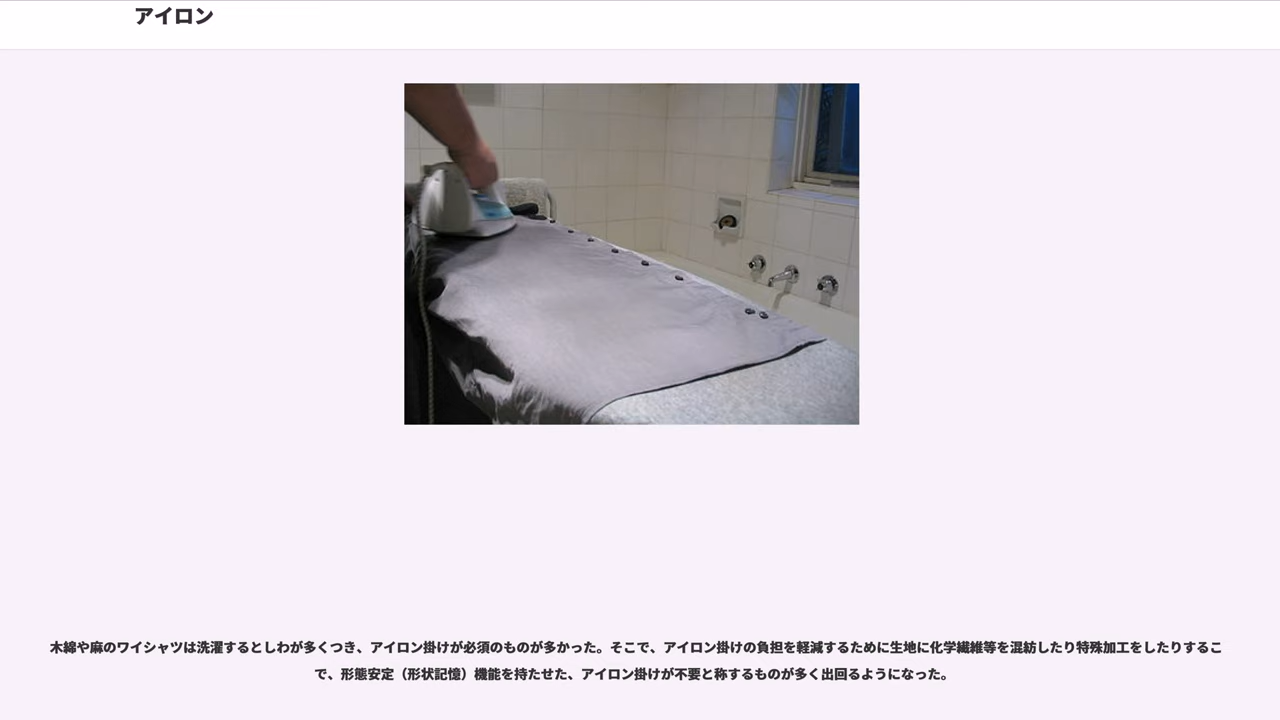 アイロン
木綿や麻のワイシャツは洗濯するとしわが多くつき、アイロン掛けが必須のものが多かった。そこで、アイロン掛けの負担を軽減するために生地に化学繊維等を混紡したり特殊加工をしたりするこ
で、形態安定（形状記憶）機能を持たせた、アイロン掛けが不要と称するものが多く出回るようになった。